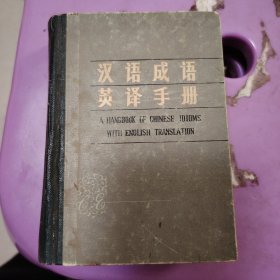 汉语成语
英译手册
A HANDBOOK OF CHINESE IDIOMS
WITH ENGLISH TRANSLATION